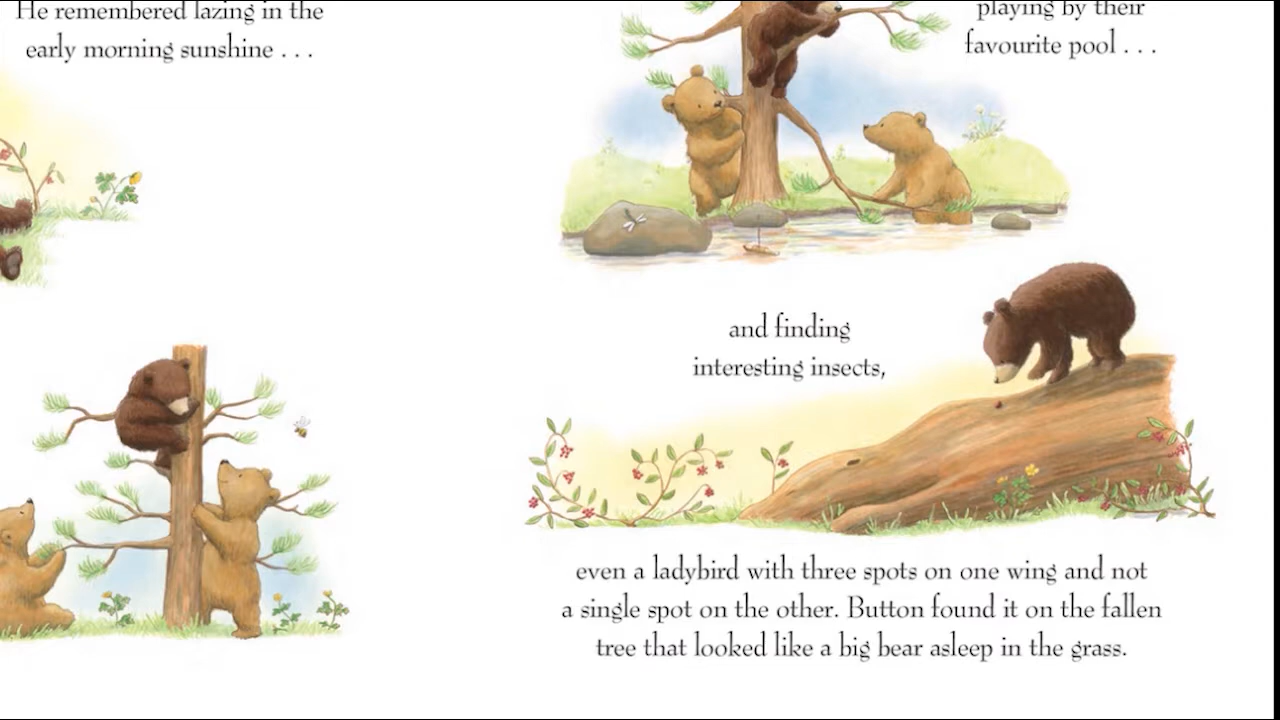 He remembered lazing in the
early morning sunshine . . .
playing by their
favourite pool . . .
and finding
interesting insects,
even a ladybird with three spots on one wing and not
a single spot on the other. Button found it on the fallen
tree that looked like a big bear asleep in the grass.